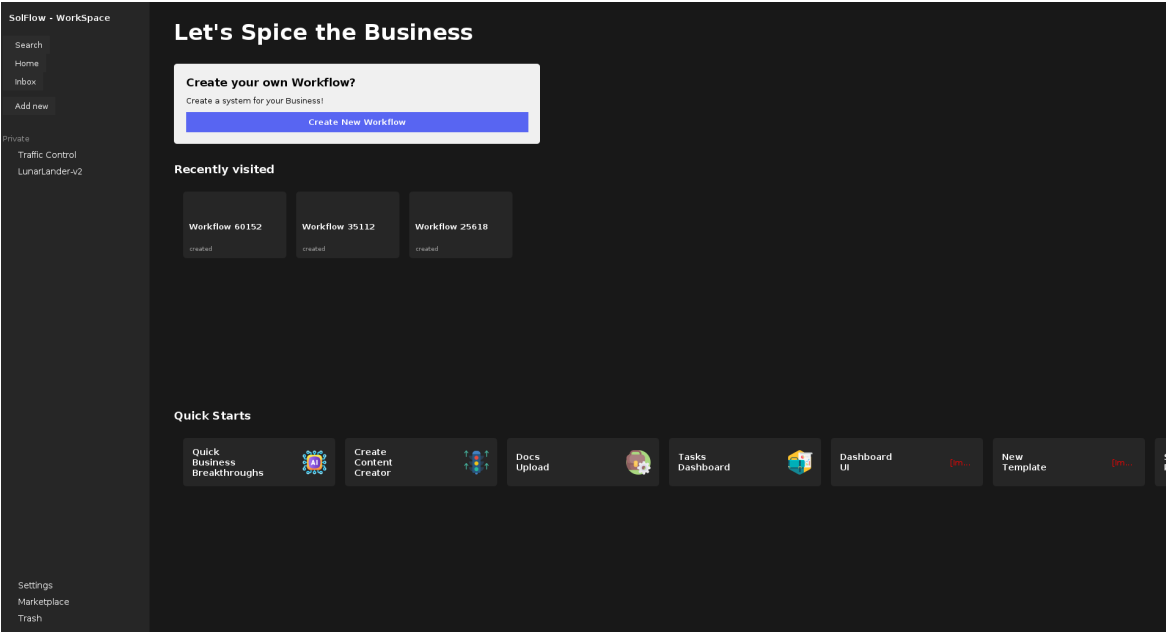 SolFlow - WorkSpace
Search
Home
Inbox
Add new
Private
Traffic Control
LunarLander-v2
Settings
Marketplace
Trash
Let's Spice the Business
Create your own Workflow?
Create a system for your Business!
Create New Workflow
Recently visited
Workflow 60152
created
Workflow 35112
created
Workflow 25618
created
Quick Starts
Quick
Business
Breakthroughs
AI
Create
Content
Creator
Docs
Upload
Tasks
Dashboard
Dashboard
UI
[im...
New
Template
[im...